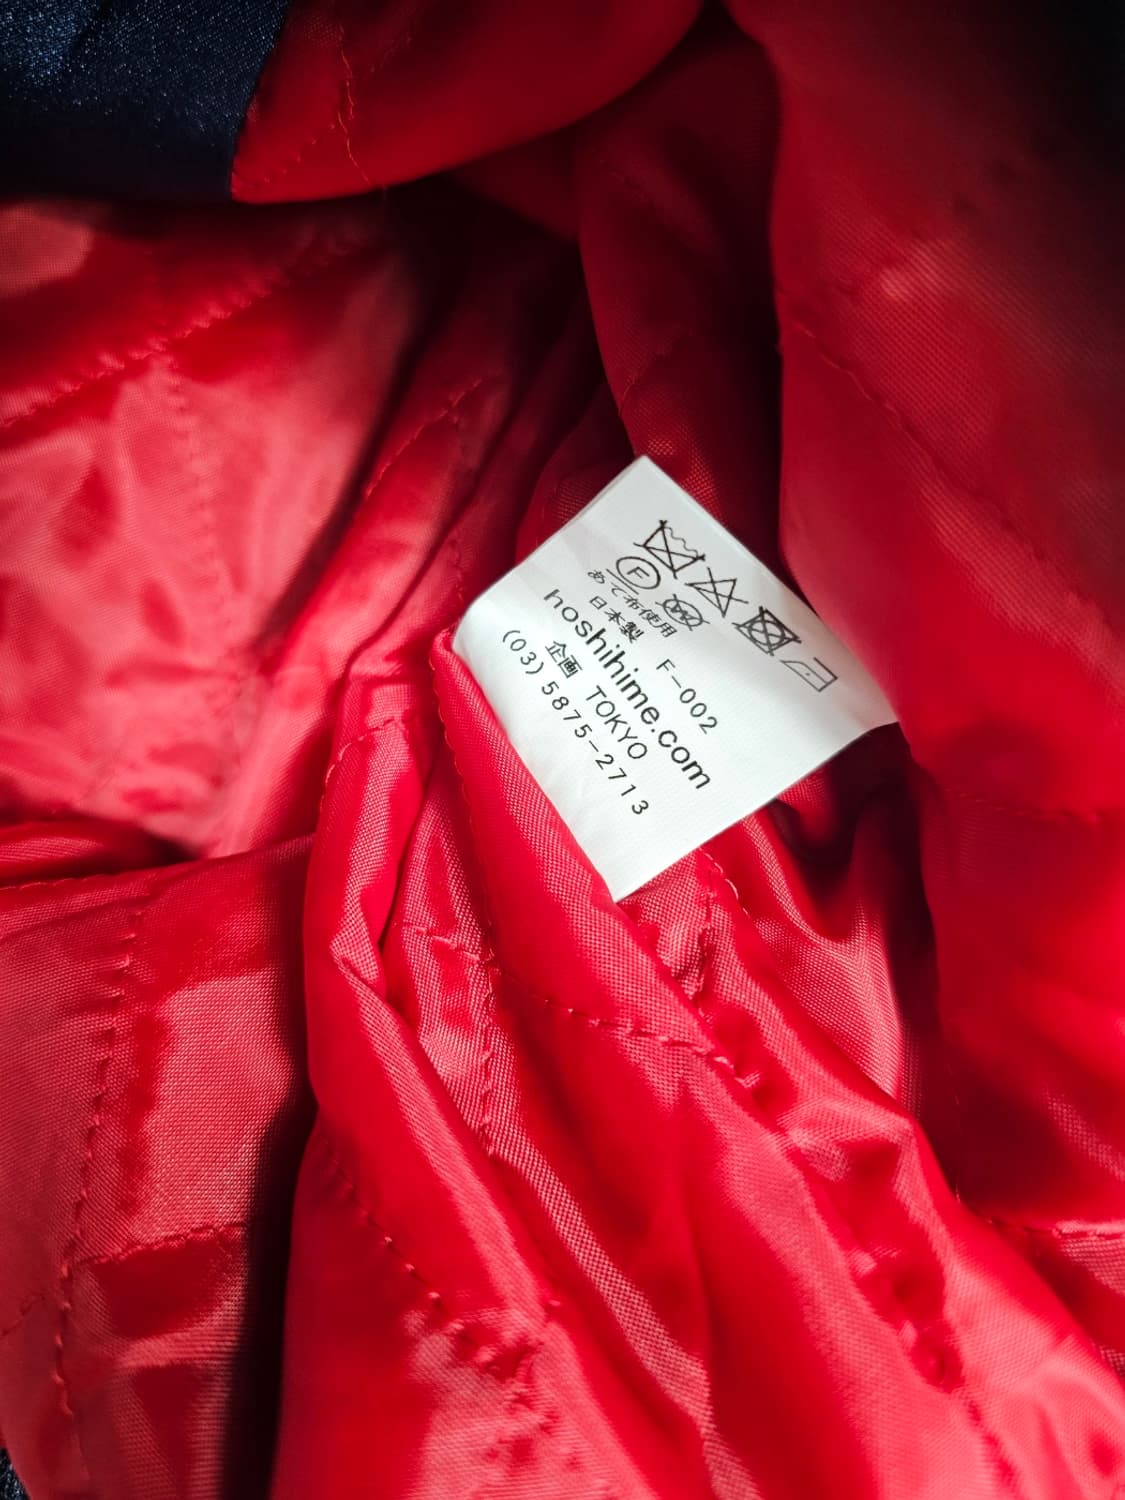 F
あて布使用
日本製 F-002
hoshihime.com
企画 TOKYO
(03)5875-2713